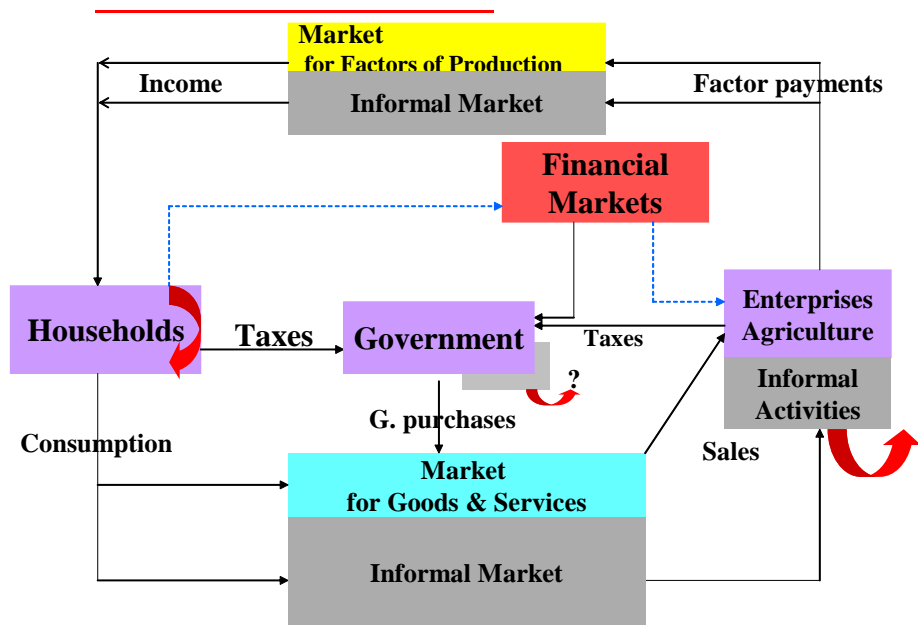 Market
for Factors of Production
Income
Informal Market
Factor payments
Financial
Markets
Households
Taxes
Government
Taxes
Enterprises
Agriculture
Informal
Activities
?
G. purchases
Consumption
Sales
Market
for Goods & Services
Informal Market